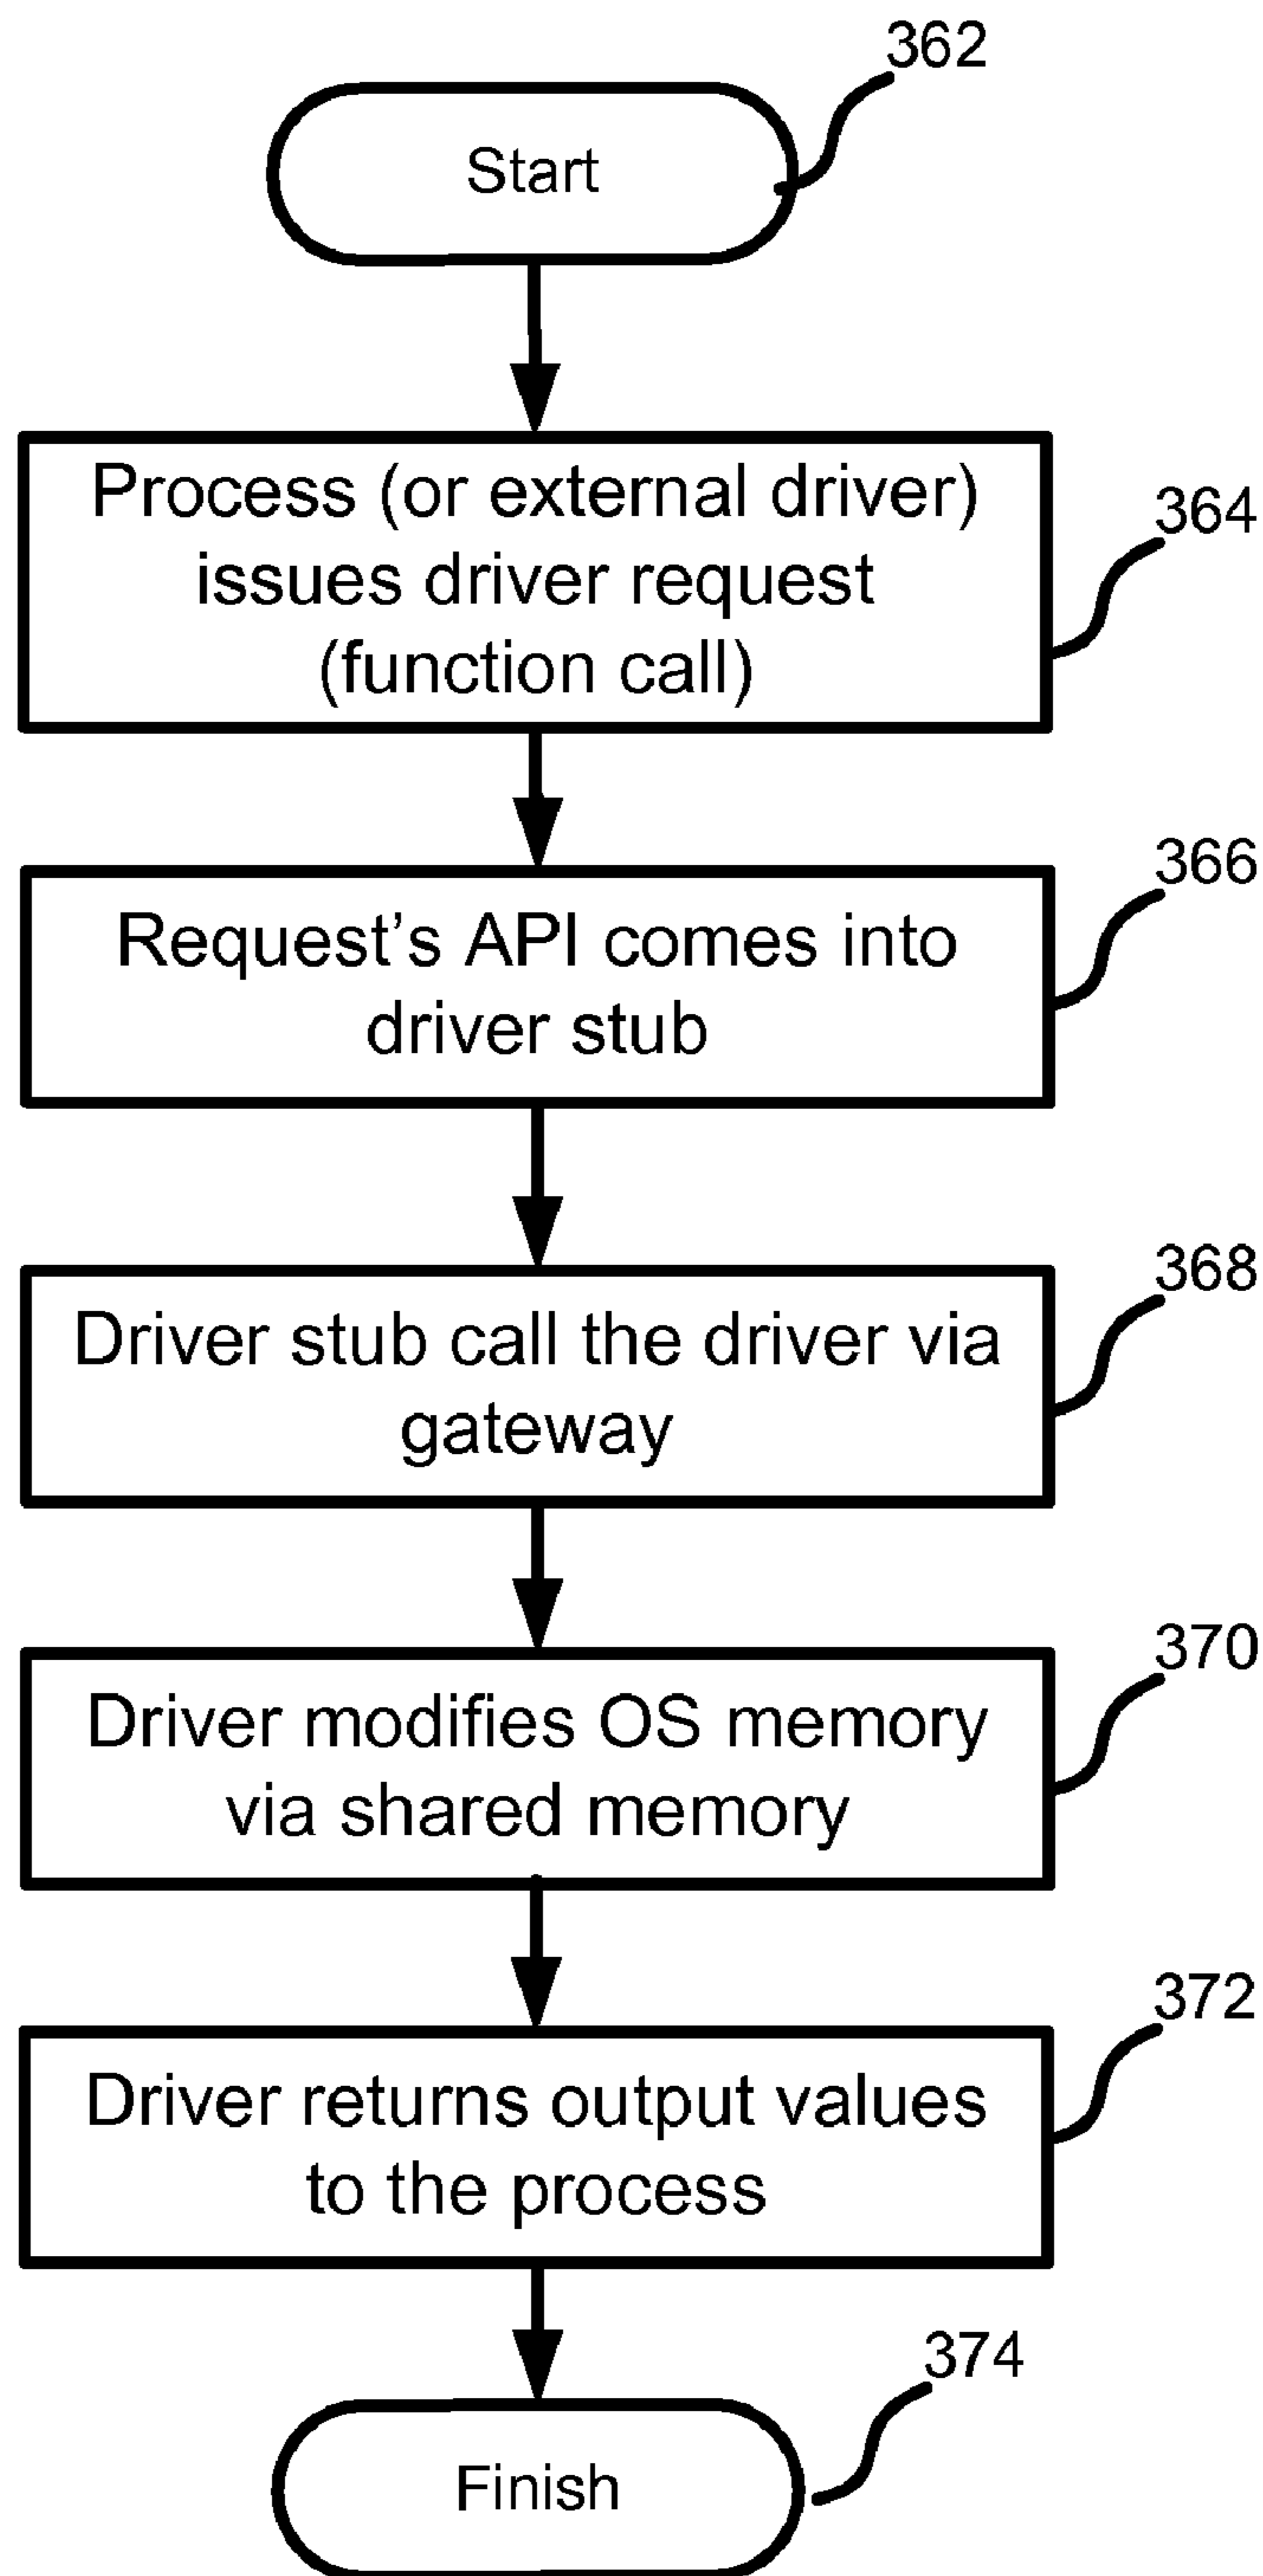 362
Start
Process (or external driver)
issues driver request
(function call)
364
Request’s API comes into
driver stub
366
Driver stub call the driver via
gateway
368
Driver modifies OS memory
via shared memory
370
Driver returns output values
to the process
372
374
Finish